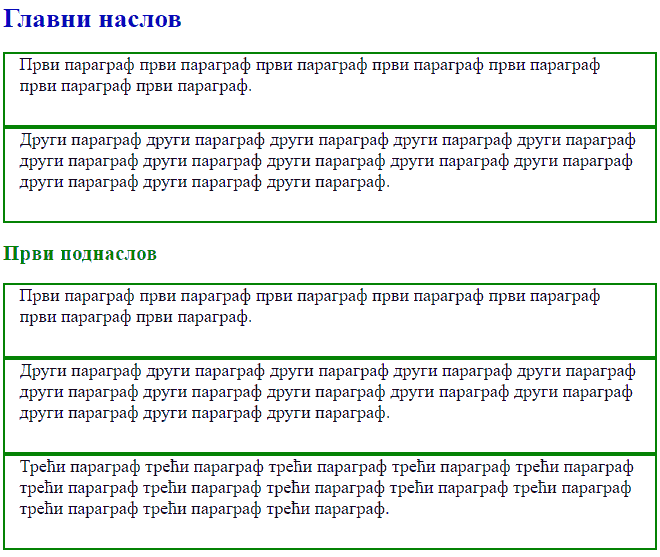 Главни наслов
Први параграф први параграф први параграф први параграф први параграф
први параграф први параграф.
Други параграф други параграф други параграф други параграф други параграф
други параграф други параграф други параграф други параграф други параграф
други параграф други параграф други параграф.
Први поднаслов
Први параграф први параграф први параграф први параграф први параграф
први параграф први параграф.
Други параграф други параграф други параграф други параграф други параграф
други параграф други параграф други параграф други параграф други параграф
други параграф други параграф други параграф.
Трећи параграф трећи параграф трећи параграф трећи параграф трећи параграф
трећи параграф трећи параграф трећи параграф трећи параграф трећи параграф
трећи параграф трећи параграф трећи параграф.